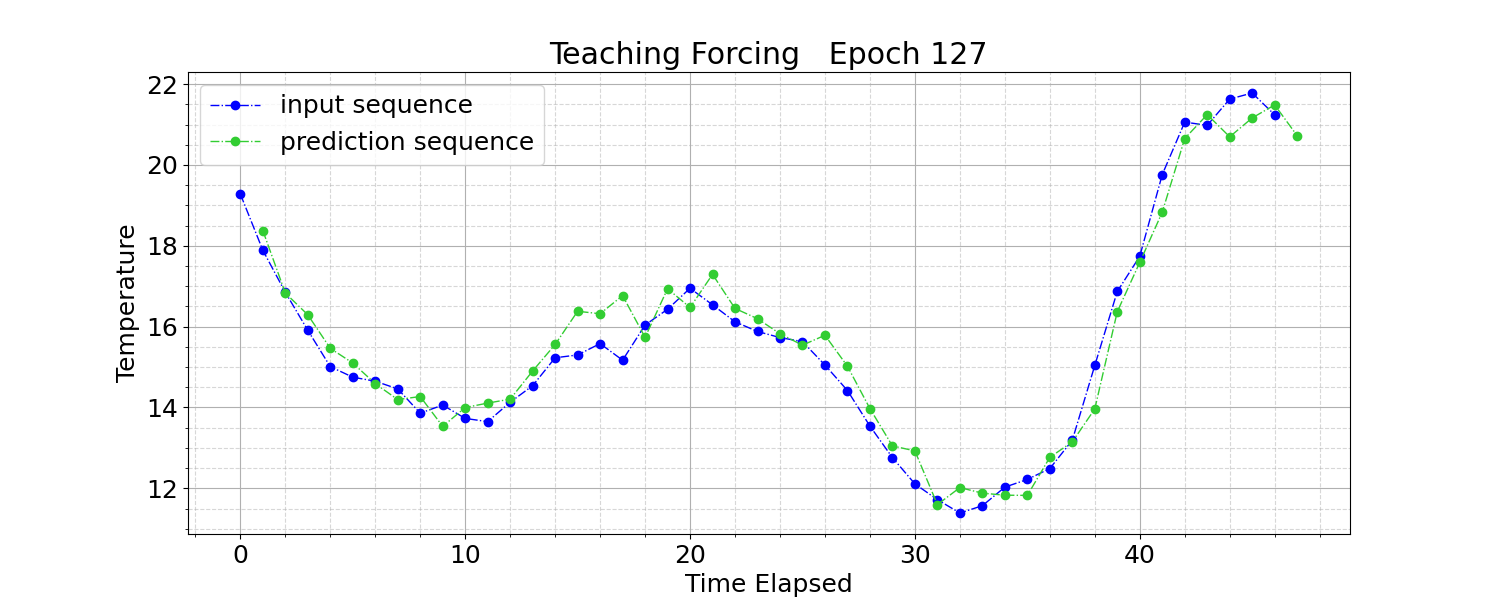 Teaching Forcing   Epoch 127
22
20
18
16
14
12
Temperature
input sequence
prediction sequence
0 10 20 30 40
Time Elapsed